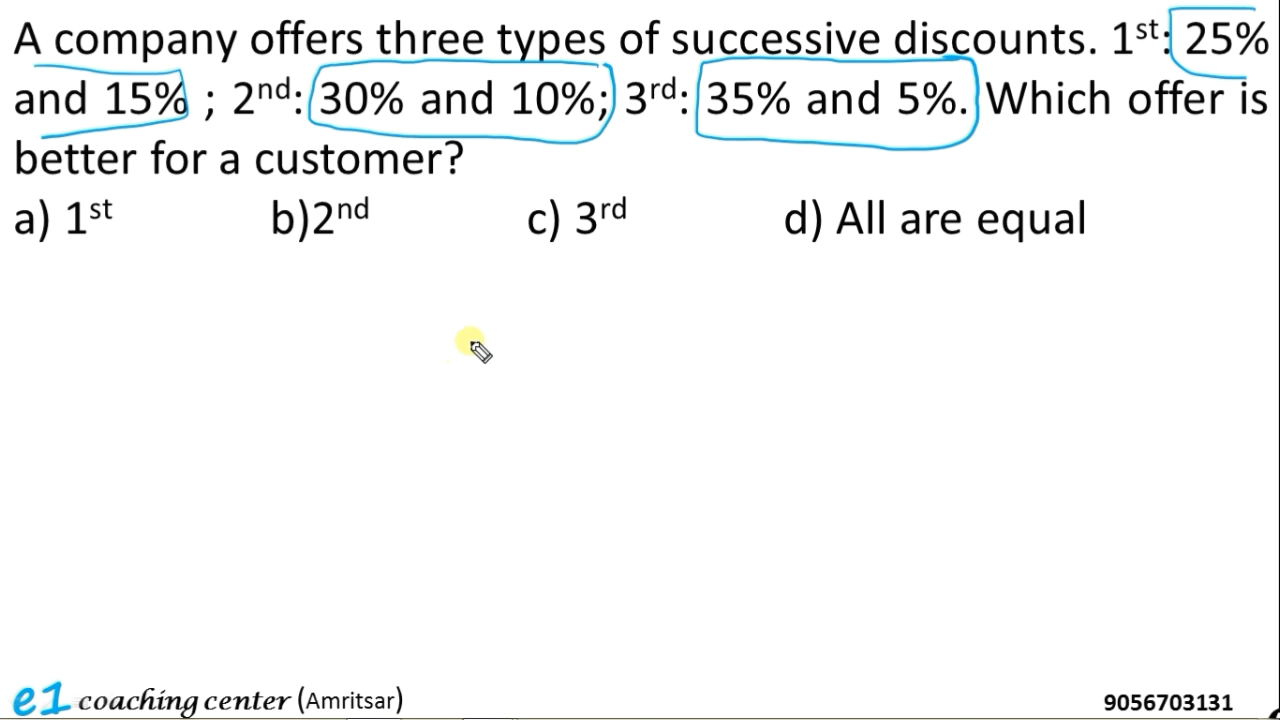 A company offers three types of successive discounts. 1st: 25%
and 15% ; 2nd: 30% and 10%; 3rd: 35% and 5%. Which offer is
better for a customer?
a) 1st b)2nd c) 3rd d) All are equal
e1 coaching center (Amritsar) 9056703131